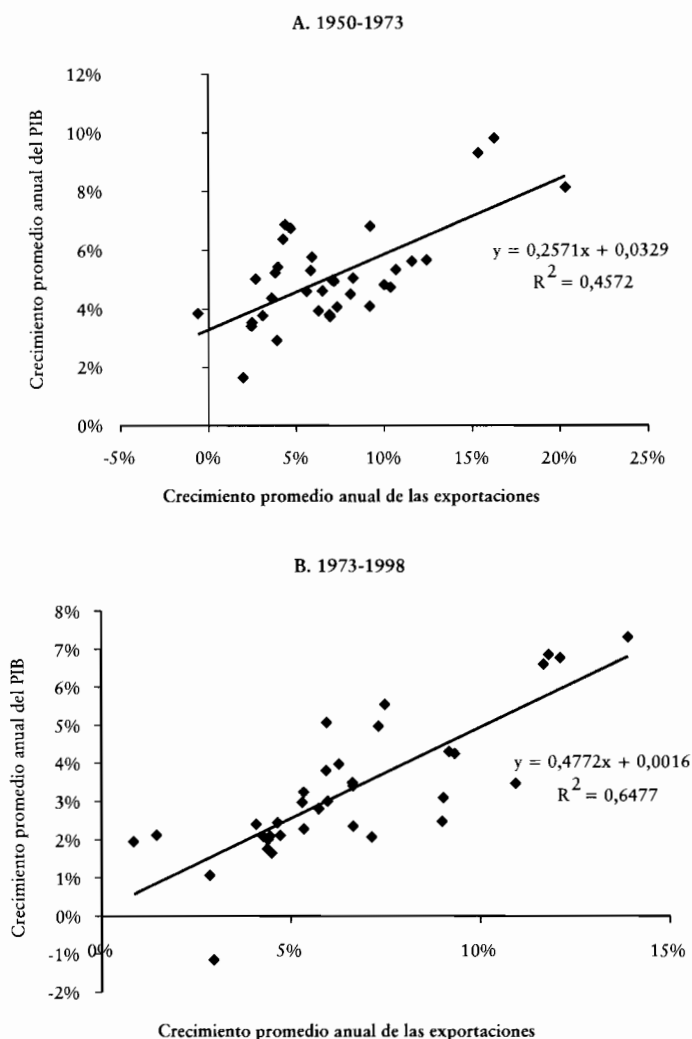 A. 1950-1973
Crecimiento promedio anual del PIB
12%
10%
8%
6%
4%
2%
0%
y = 0,2571x + 0,0329
R² = 0,4572
-5%
0%
5%
10%
15%
20%
25%
Crecimiento promedio anual de las exportaciones
B. 1973-1998
Crecimiento promedio anual del PIB
8%
7%
6%
5%
4%
3%
2%
1%
0%
-1%
-2%
y = 0,4772x + 0,0016
R² = 0,6477
0%
5%
10%
15%
Crecimiento promedio anual de las exportaciones